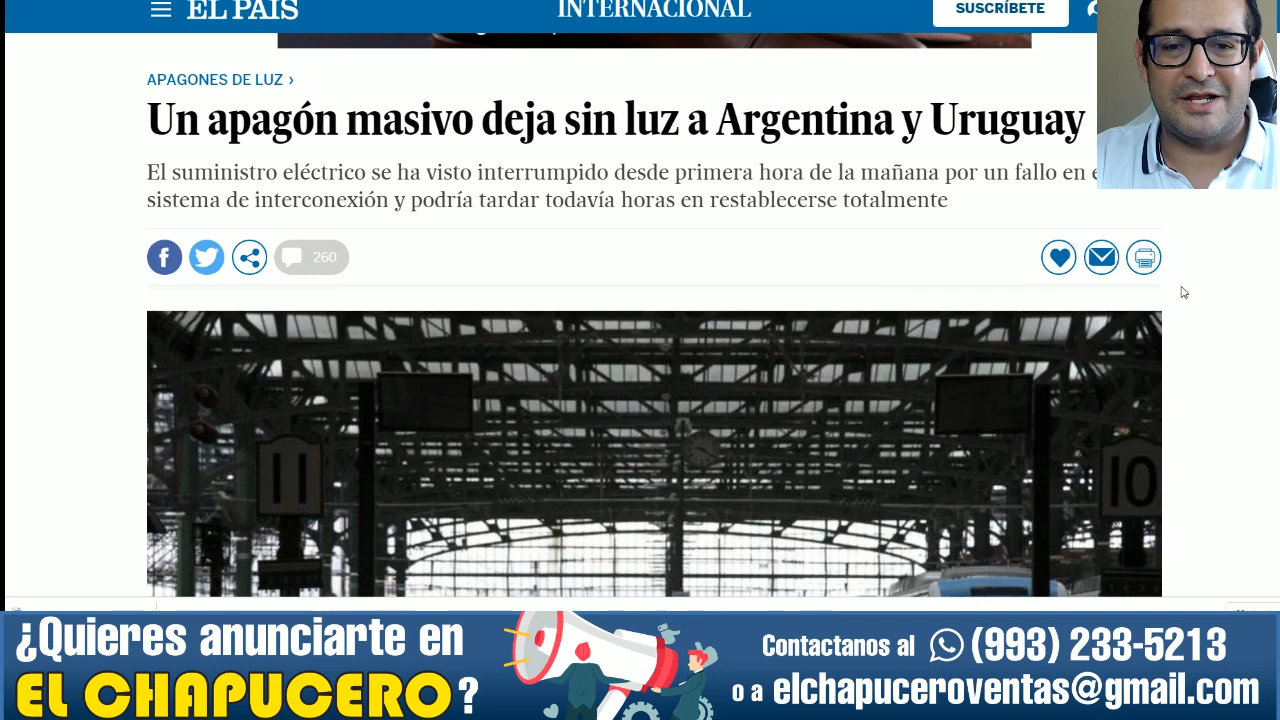 EL PAÍS
INTERNACIONAL
SUSCRÍBETE
APAGONES DE LUZ ›
Un apagón masivo deja sin luz a Argentina y Uruguay
El suministro eléctrico se ha visto interrumpido desde primera hora de la mañana por un fallo en
sistema de interconexión y podría tardar todavía horas en restablecerse totalmente
260
11
10
¿Quieres anunciarte en
EL CHAPUCERO?
Contactanos al (993) 233-5213
o a elchapuceroventas@gmail.com